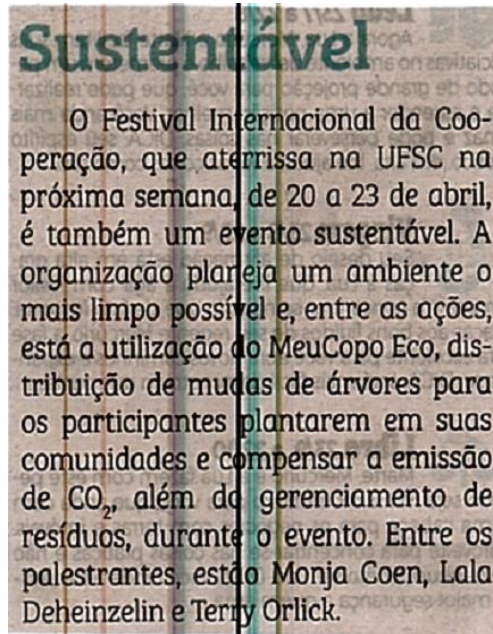 Sustentável
O Festival Internacional da Coo-
peração, que aterrissa na UFSC na
próxima semana, de 20 a 23 de abril,
é também um evento sustentável. A
organização planeja um ambiente o
mais limpo possível e, entre as ações,
está a utilização do MeuCopo Eco, dis-
tribuição de mudas de árvores para
os participantes plantarem em suas
comunidades e compensar a emissão
de CO₂, além do gerenciamento de
resíduos, durante o evento. Entre os
palestrantes, estão Monja Coen, Lala
Deheinzelin e Terry Orlick.